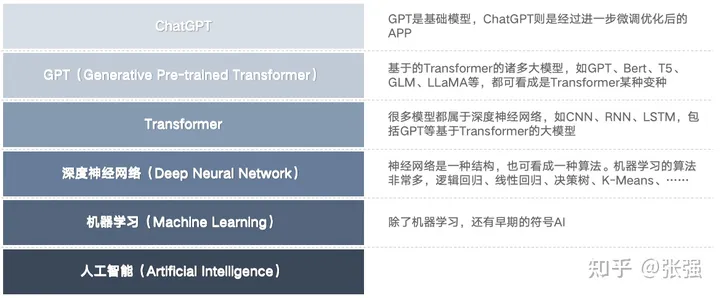 ChatGPT
GPT是基础模型，ChatGPT则是经过进一步微调优化后的
APP
GPT（Generative Pre-trained Transformer）
基于的Transformer的诸多大模型，如GPT、Bert、T5、
GLM、LLaMA等，都可看成是Transformer某种变种
Transformer
很多模型都属于深度神经网络，如CNN、RNN、LSTM，包
括GPT等基于Transformer的大模型
深度神经网络（Deep Neural Network）
神经网络是一种结构，也可看成一种算法。机器学习的算法
非常多，逻辑回归、线性回归、决策树、K-Means、……
机器学习（Machine Learning）
除了机器学习，还有早期的符号AI
人工智能（Artificial Intelligence）
知乎 @张强